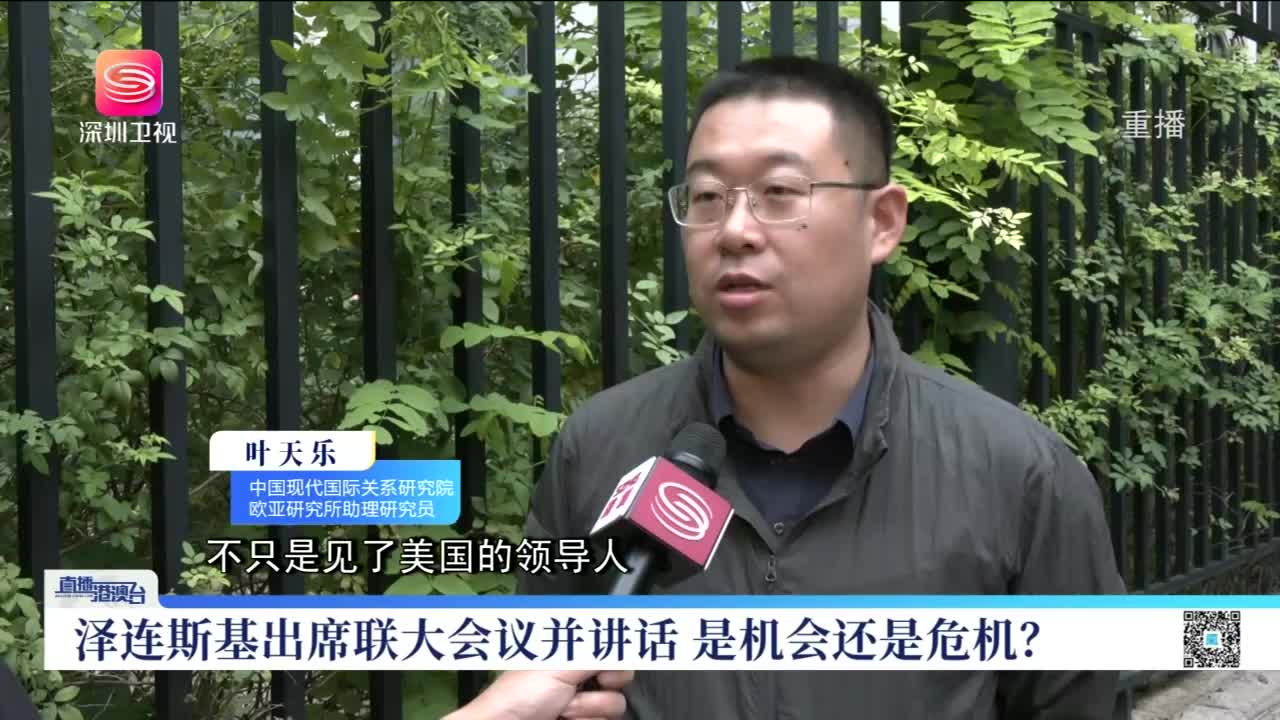 深圳卫视
重播
叶天乐
中国现代国际关系研究院
欧亚研究所助理研究员
不只是见了美国的领导人
直播港澳台
泽连斯基出席联大会议并讲话 是机会还是危机?